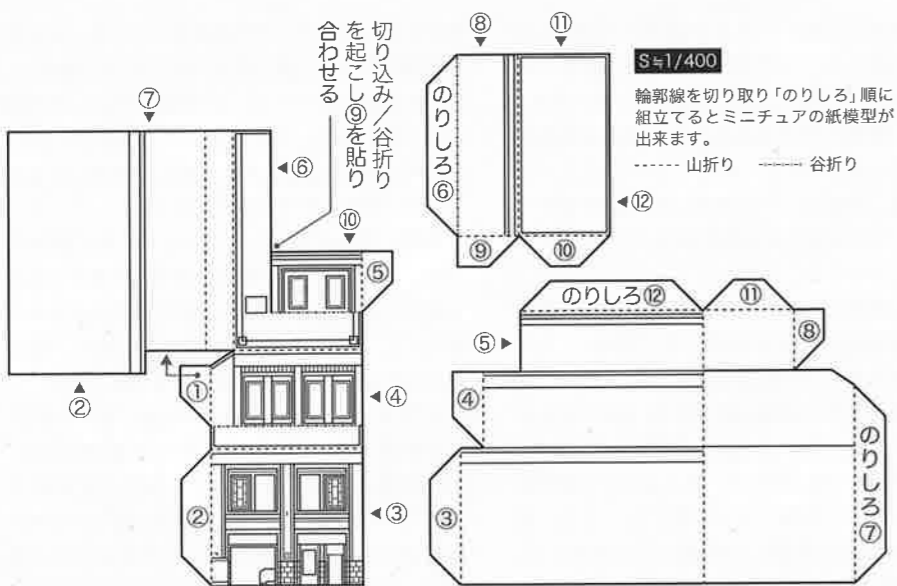 切り込み/谷折り
を起こし⑨を貼り
合わせる
⑦
⑥
⑩
⑤
①
②
④
②
③
⑧
⑪
のりしろ⑥
⑫
⑨
⑩
S≒1/400
輪郭線を切り取り「のりしろ」順に
組立てるとミニチュアの紙模型が
出来ます。
山折り 谷折り
のりしろ⑫
⑪
⑤
⑧
④
③
のりしろ⑦